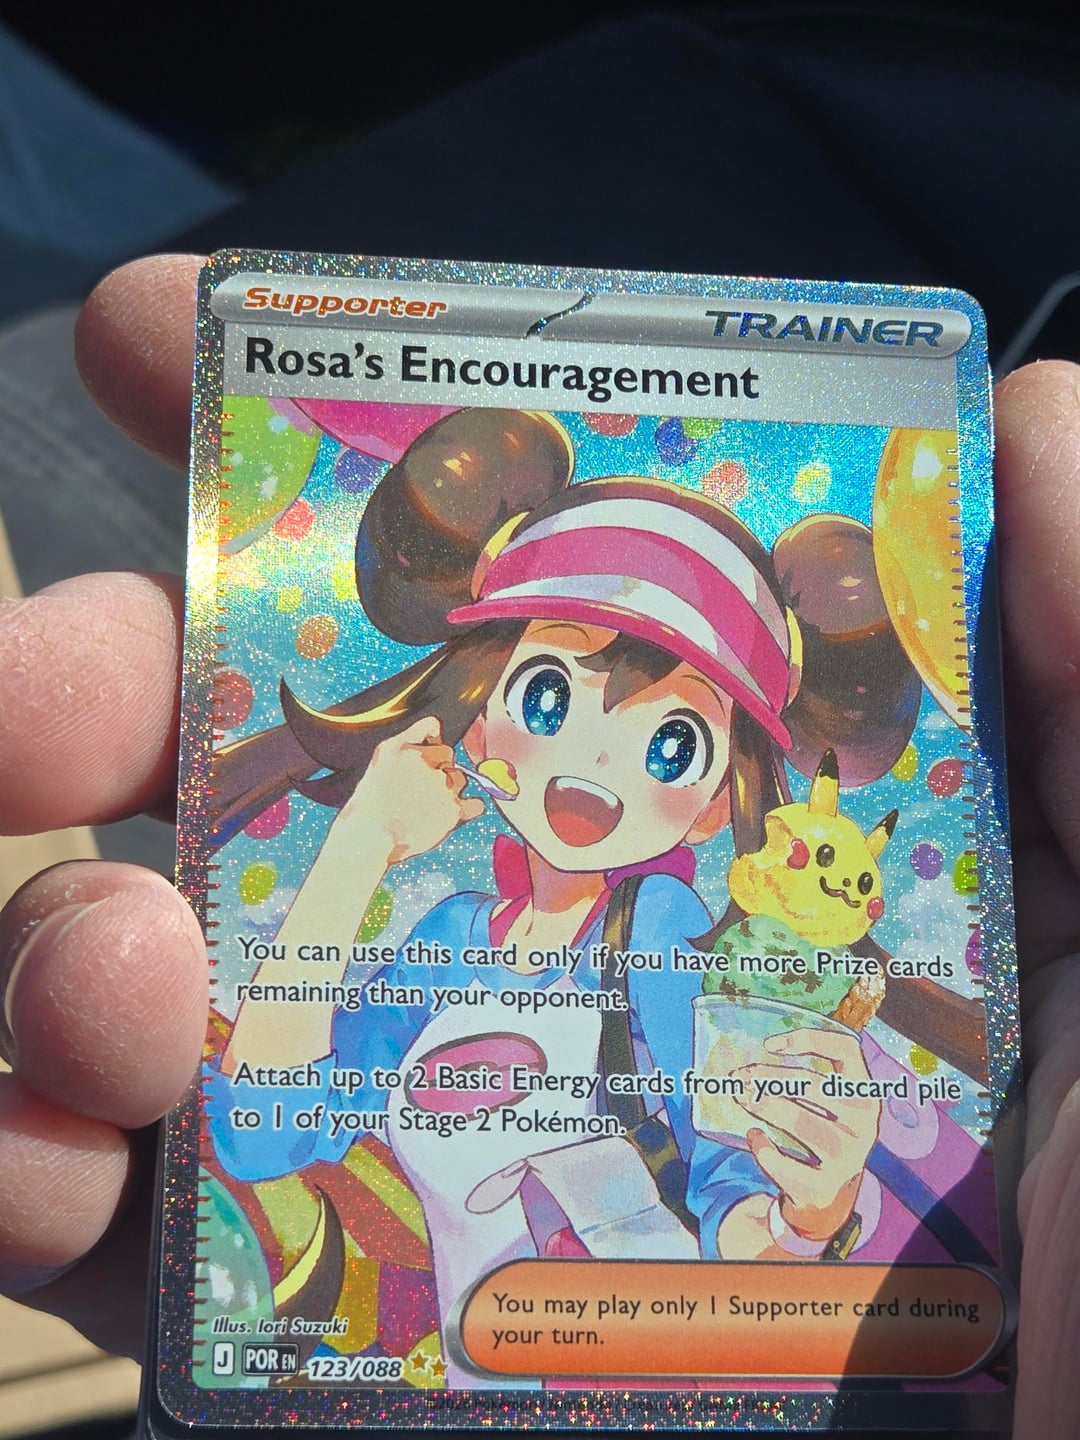 Supporter
TRAINER
Rosa's Encouragement
You can use this card only if you have more Prize cards
remaining than your opponent.
Attach up to 2 Basic Energy cards from your discard pile
to 1 of your Stage 2 Pokémon.
You may play only 1 Supporter card during
your turn.
Illus. Iori Suzuki
J POR EN 123/088